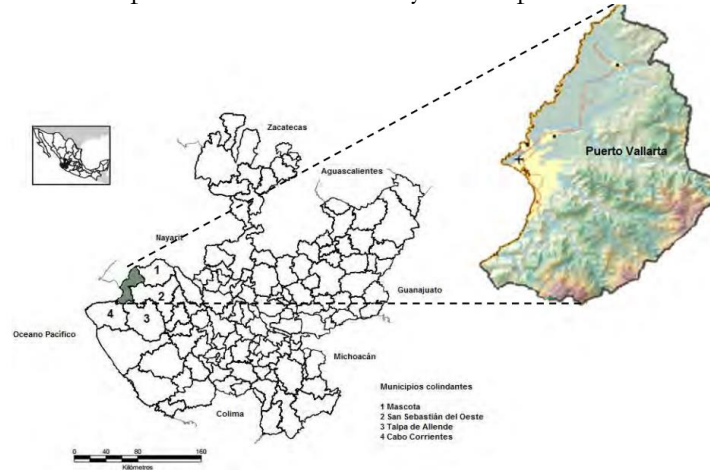 Zacatecas
Aguascalientes
Puerto Vallarta
Nayarit
1
2
Guanajuato
4
3
Oceano Pacífico
Michoacán
Municipios colindantes
1 Mascota
2 San Sebastián del Oeste
3 Talpa de Allende
4 Cabo Corrientes
Colima
0 40 80 160
Kilómetros